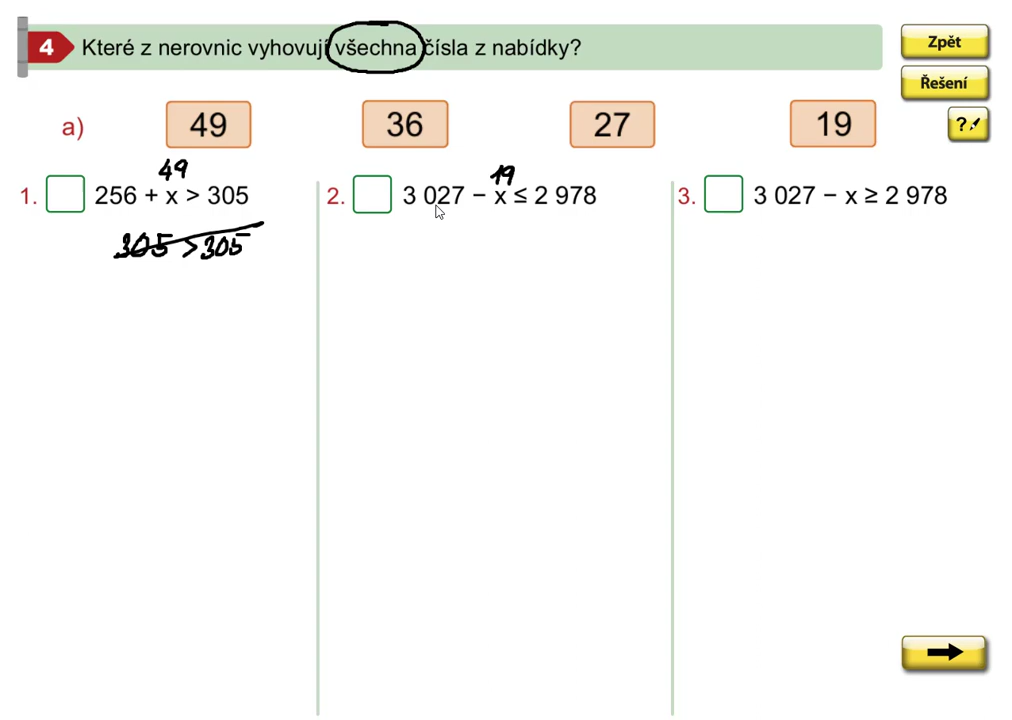 4 Které z nerovnic vyhovují všechna čísla z nabídky?
Zpět
Řešení
?
a) 49 36 27 19
49
1. 256 + x > 305
305 > 305
19
2. 3 027 − x ≤ 2 978
3. 3 027 − x ≥ 2 978